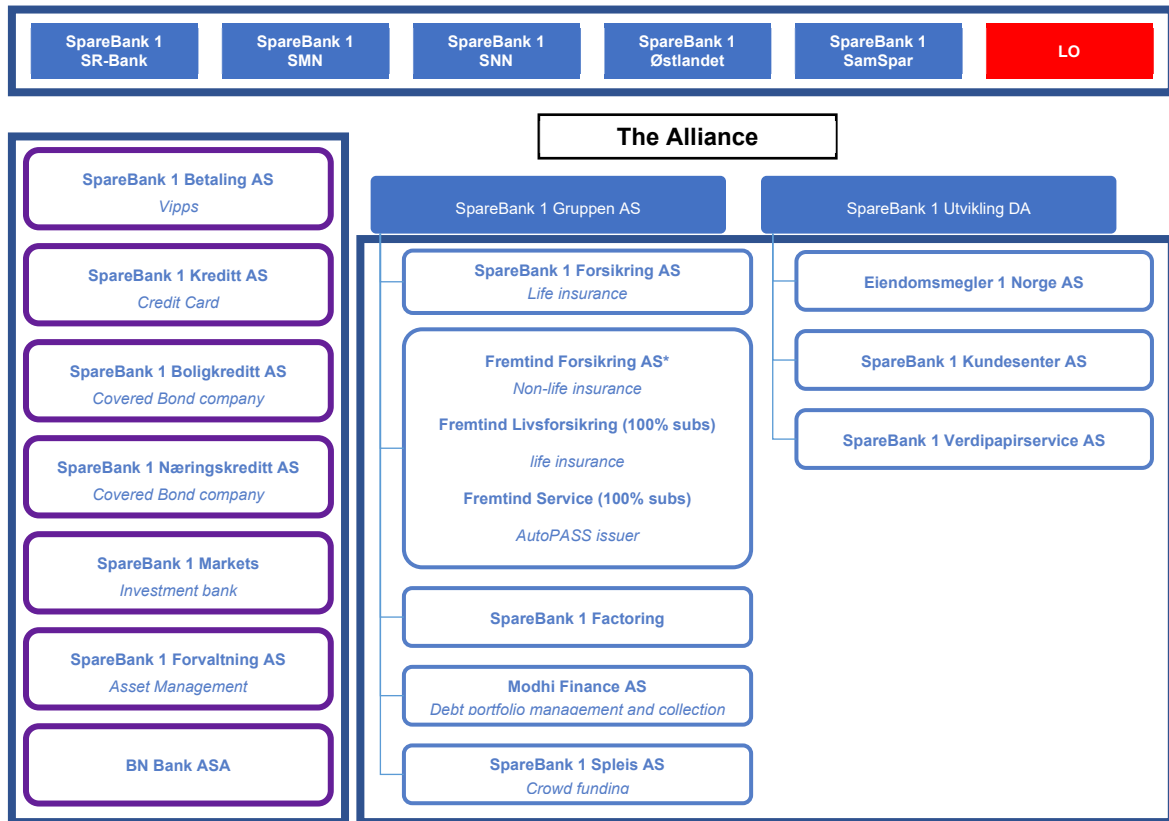 SpareBank 1
SR-Bank
SpareBank 1
SMN
SpareBank 1
SNN
SpareBank 1
Østlandet
SpareBank 1
SamSpar
LO
The Alliance
SpareBank 1 Betaling AS
Vipps
SpareBank 1 Kreditt AS
Credit Card
SpareBank 1 Boligkreditt AS
Covered Bond company
SpareBank 1 Næringskreditt AS
Covered Bond company
SpareBank 1 Markets
Investment bank
SpareBank 1 Forvaltning AS
Asset Management
BN Bank ASA
SpareBank 1 Gruppen AS
SpareBank 1 Forsikring AS
Life insurance
Fremtind Forsikring AS*
Non-life insurance
Fremtind Livsforsikring (100% subs)
life insurance
Fremtind Service (100% subs)
AutoPASS issuer
SpareBank 1 Factoring
Modhi Finance AS
Debt portfolio management and collection
SpareBank 1 Spleis AS
Crowd funding
SpareBank 1 Utvikling DA
Eiendomsmegler 1 Norge AS
SpareBank 1 Kundesenter AS
SpareBank 1 Verdipapirservice AS